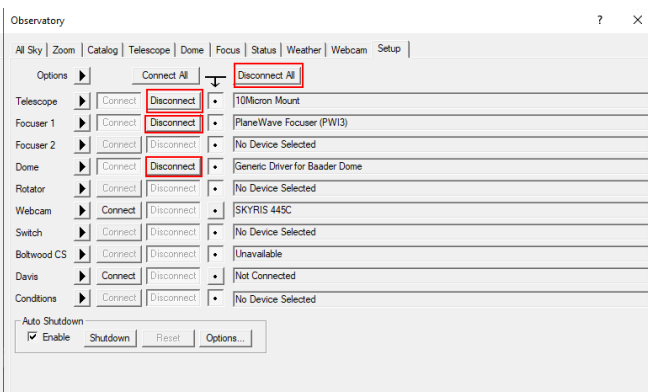 Observatory ? ×
All Sky Zoom Catalog Telescope Dome Focus Status Weather Webcam Setup
Options Connect All Disconnect All
Telescope Connect Disconnect 10Micron Mount
Focuser 1 Connect Disconnect PlaneWave Focuser (PWI3)
Focuser 2 Connect Disconnect No Device Selected
Dome Connect Disconnect Generic Driver for Baader Dome
Rotator Connect Disconnect No Device Selected
Webcam Connect Disconnect SKYRIS 445C
Switch Connect Disconnect No Device Selected
Boltwood CS Connect Disconnect Unavailable
Davis Connect Disconnect Not Connected
Conditions Connect Disconnect No Device Selected
Auto Shutdown
Enable Shutdown Reset Options...